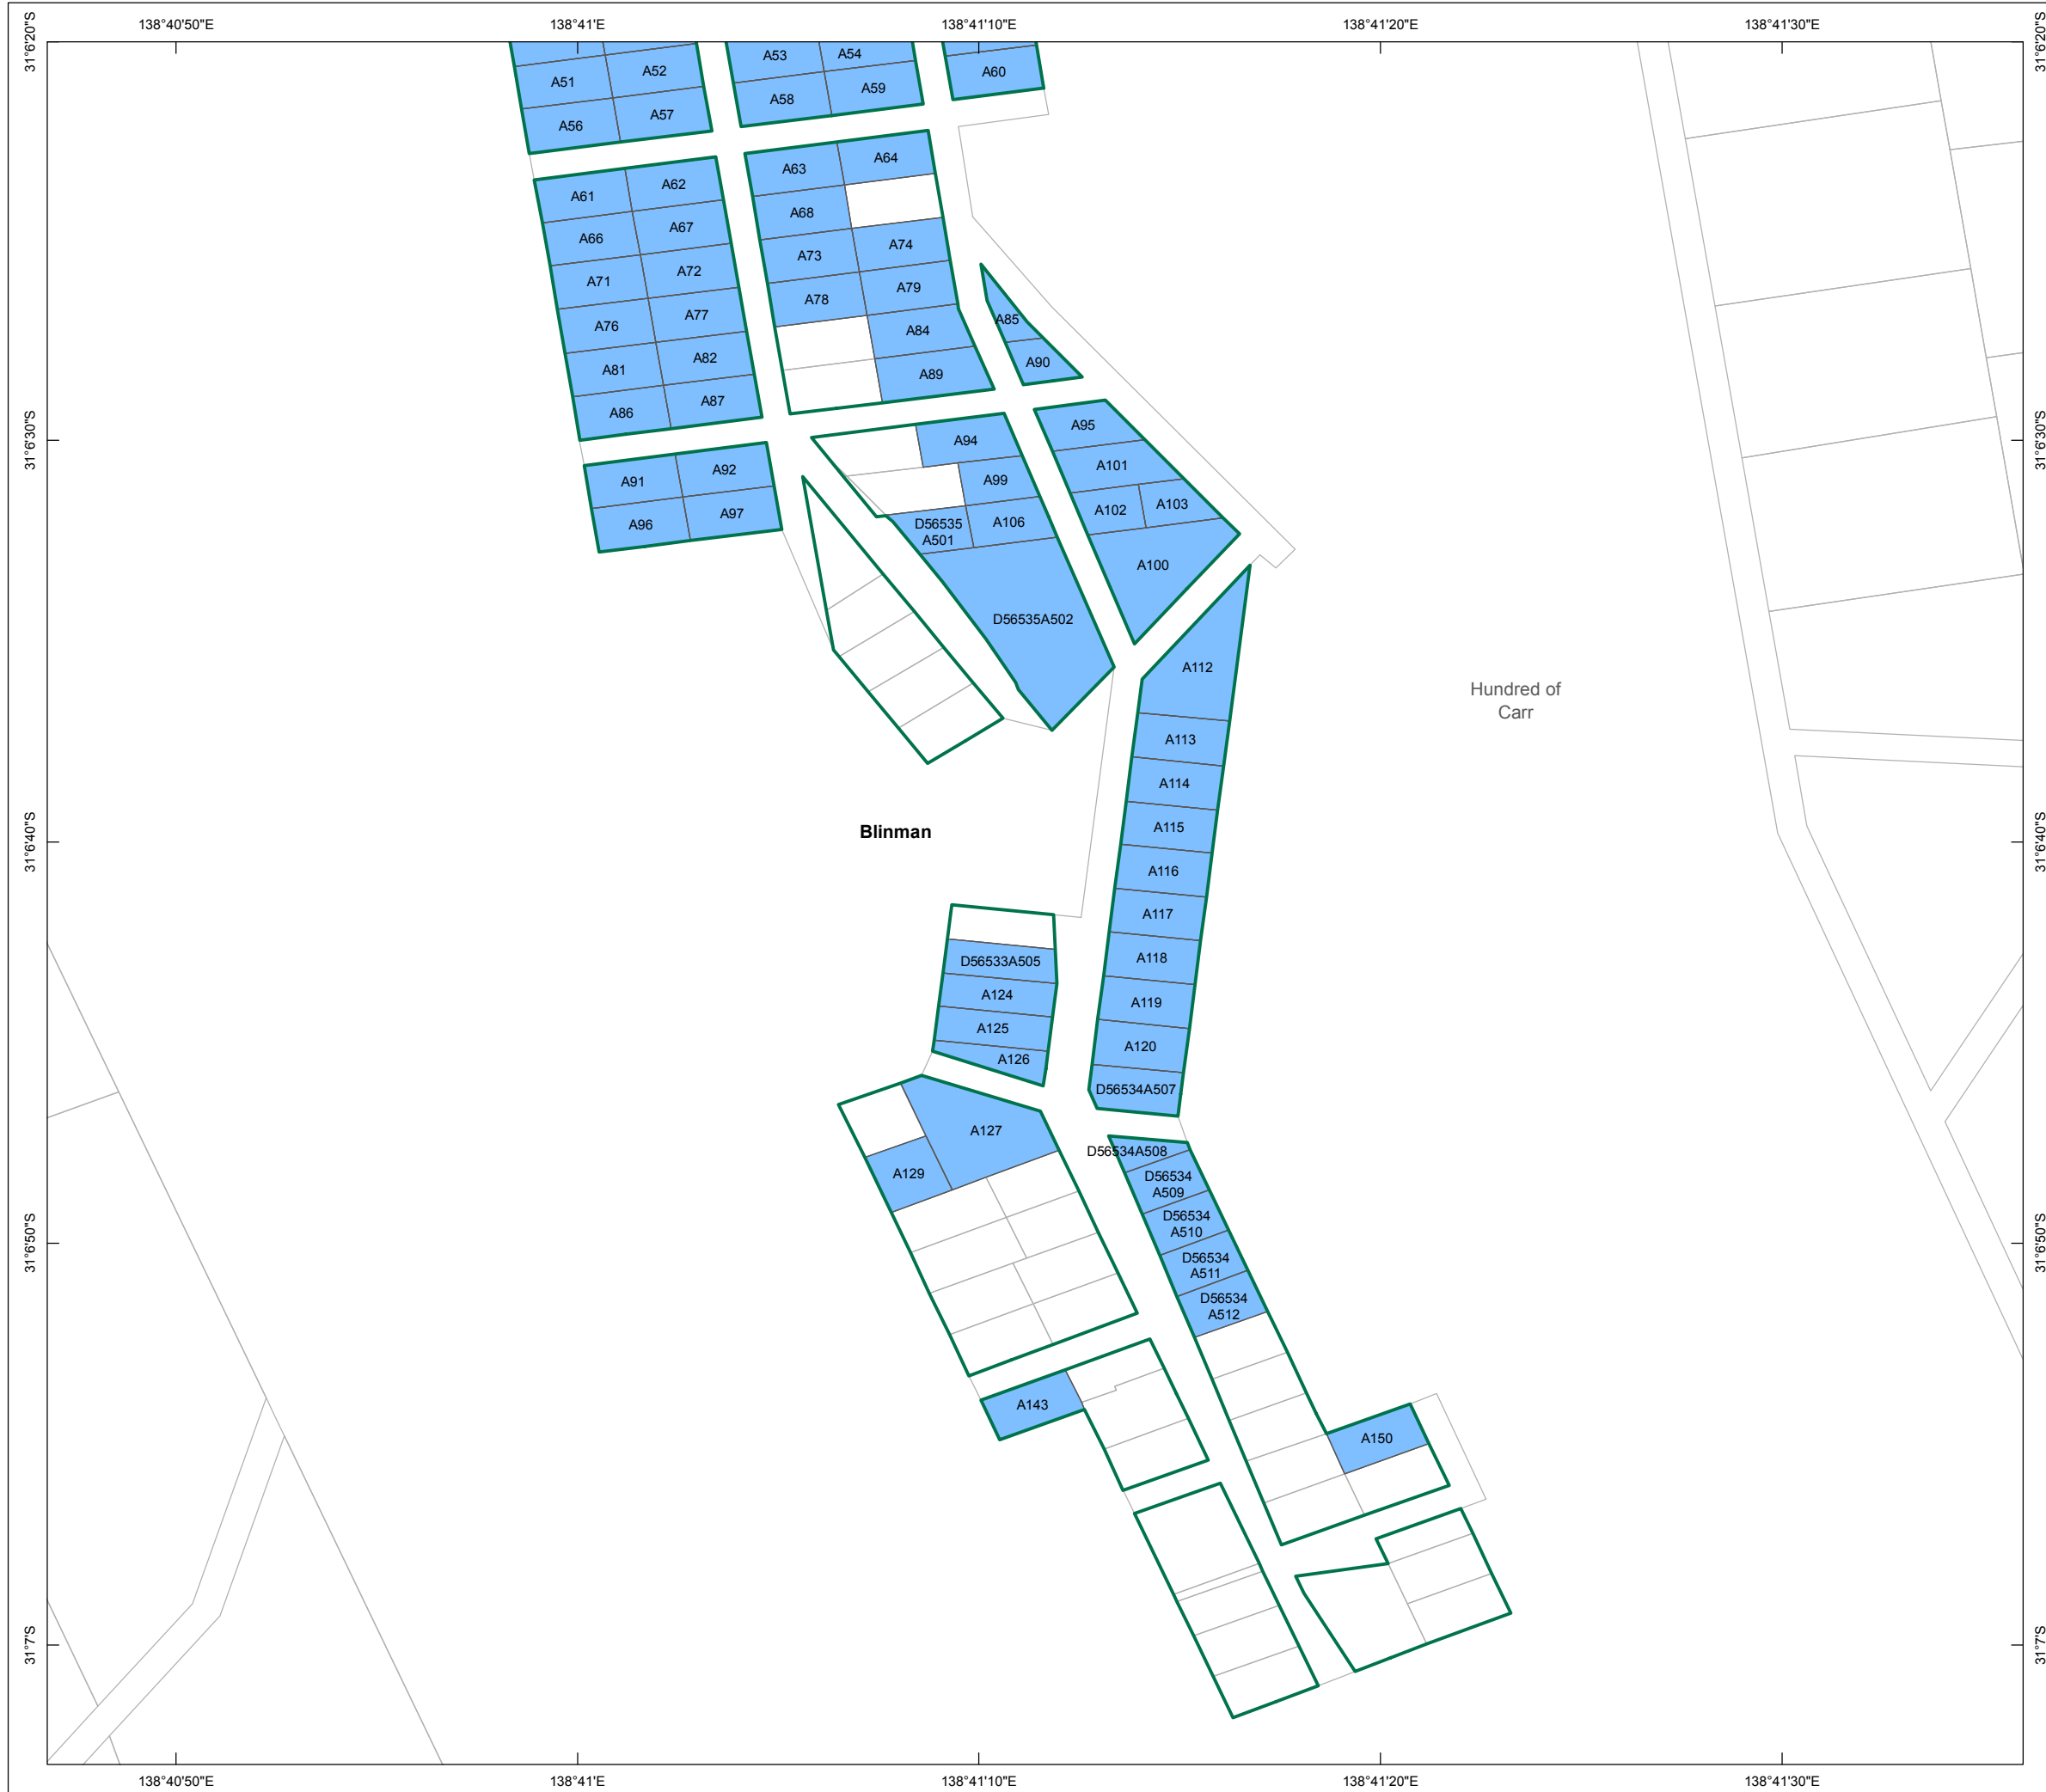 138°40'50"E
138°41'E
138°41'10"E
138°41'20"E
138°41'30"E
31°6'20"S
31°6'20"S
A53
A54
A51
A52
A60
A58
A59
A56
A57
A63
A64
A61
A62
A68
A66
A67
A73
A74
A71
A72
A78
A79
A76
A77
A85
A84
A81
A82
A90
A89
A86
A87
31°6'30"S
31°6'30"S
A94
A95
A91
A92
A99
A101
A96
A97
A102
A103
D56535
A501
A106
A100
D56535A502
A112
Hundred of
Carr
A113
A114
Blinman
A115
31°6'40"S
31°6'40"S
A116
A117
D56533A505
A118
A124
A119
A125
A120
A126
D56534A507
A127
D56534A508
A129
D56534
A509
D56534
A510
31°6'50"S
31°6'50"S
D56534
A511
D56534
A512
A143
A150
31°7'S
31°7'S
138°40'50"E
138°41'E
138°41'10"E
138°41'20"E
138°41'30"E